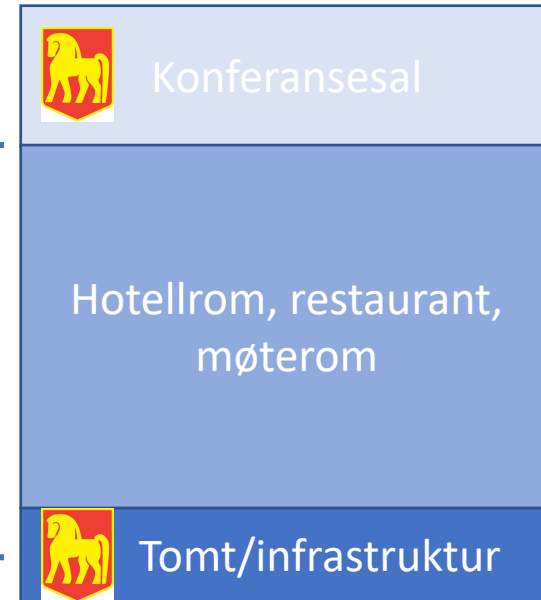 Konferansesal
Hotellrom, restaurant,
møterom
Tomt/infrastruktur